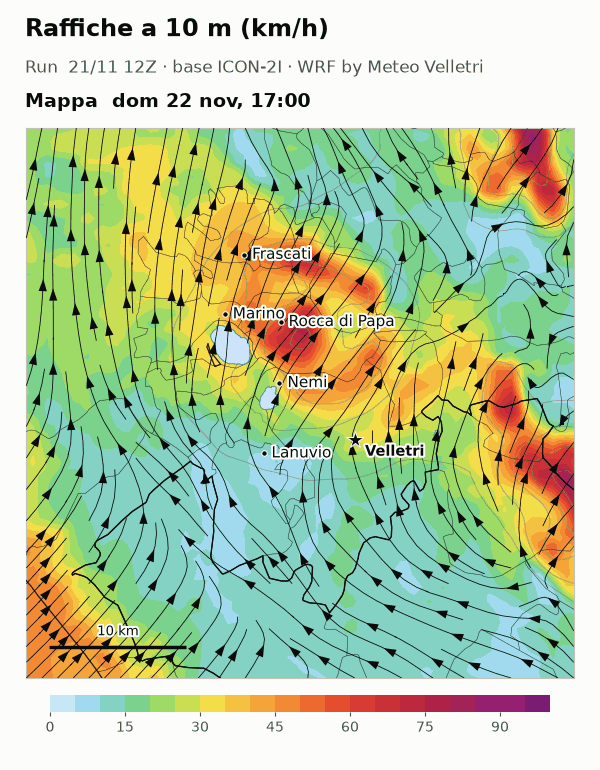 Raffiche a 10 m (km/h)
Run  21/11 12Z · base ICON-2I · WRF by Meteo Velletri
Mappa  dom 22 nov, 17:00
Frascati
Marino
Rocca di Papa
Nemi
Velletri
Lanuvio
10 km
0 15 30 45 60 75 90